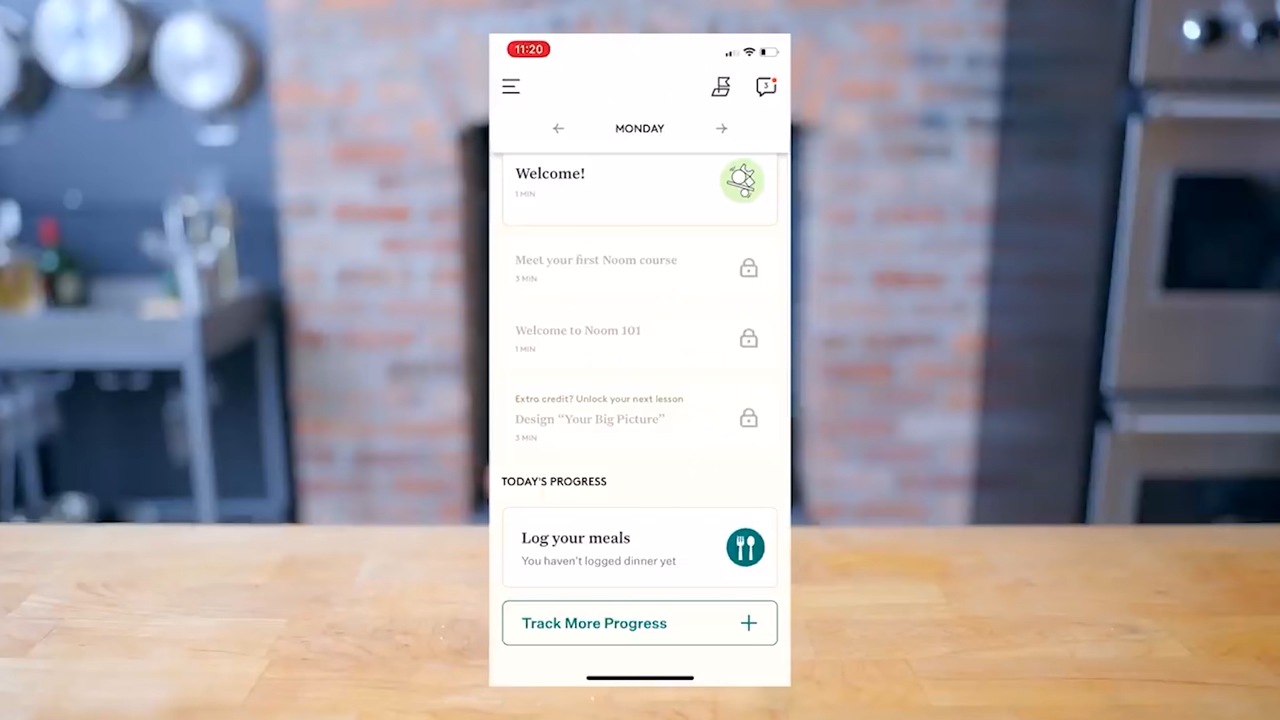 11:20
3
MONDAY
Welcome!
1 MIN
Meet your first Noom course
3 MIN
Welcome to Noom 101
1 MIN
Extra credit? Unlock your next lesson
Design “Your Big Picture”
3 MIN
TODAY'S PROGRESS
Log your meals
You haven't logged dinner yet
Track More Progress